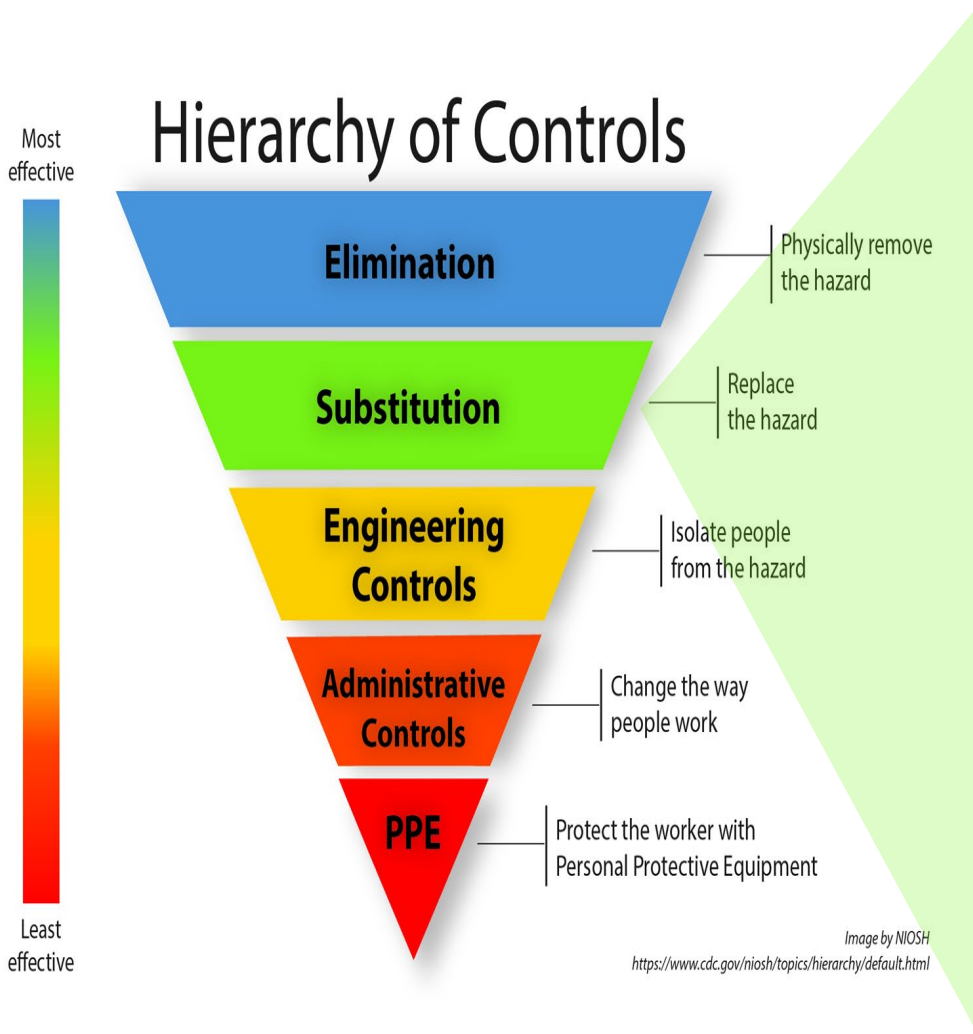 Hierarchy of Controls
Most
effective
Elimination
Physically remove
the hazard
Substitution
Replace
the hazard
Engineering
Controls
Isolate people
from the hazard
Administrative
Controls
Change the way
people work
PPE
Protect the worker with
Personal Protective Equipment
Least
effective
Image by NIOSH
https://www.cdc.gov/niosh/topics/hierarchy/default.html